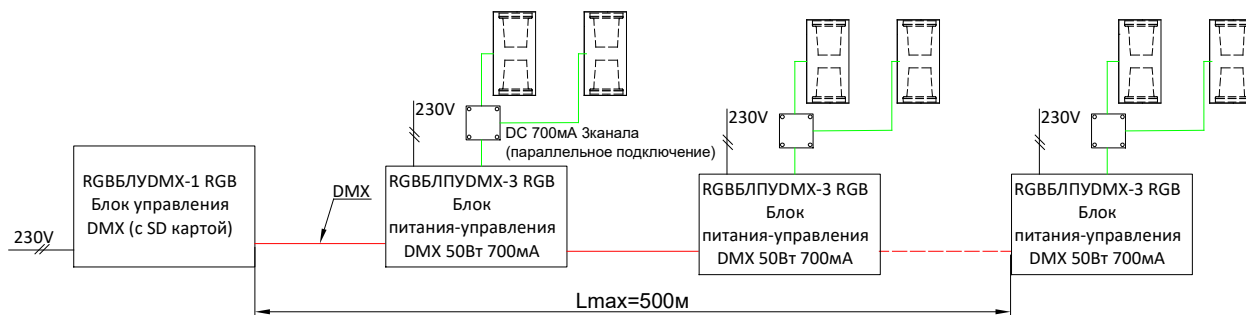 230V
RGBБЛУDMX-1 RGB
Блок управления
DMX (с SD картой)
DMX
230V
DC 700мА 3канала
(параллельное подключение)
RGBБЛПУDMX-3 RGB
Блок
питания-управления
DMX 50Вт 700мА
230V
RGBБЛПУDMX-3 RGB
Блок
питания-управления
DMX 50Вт 700мА
230V
RGBБЛПУDMX-3 RGB
Блок
питания-управления
DMX 50Вт 700мА
Lmax=500м